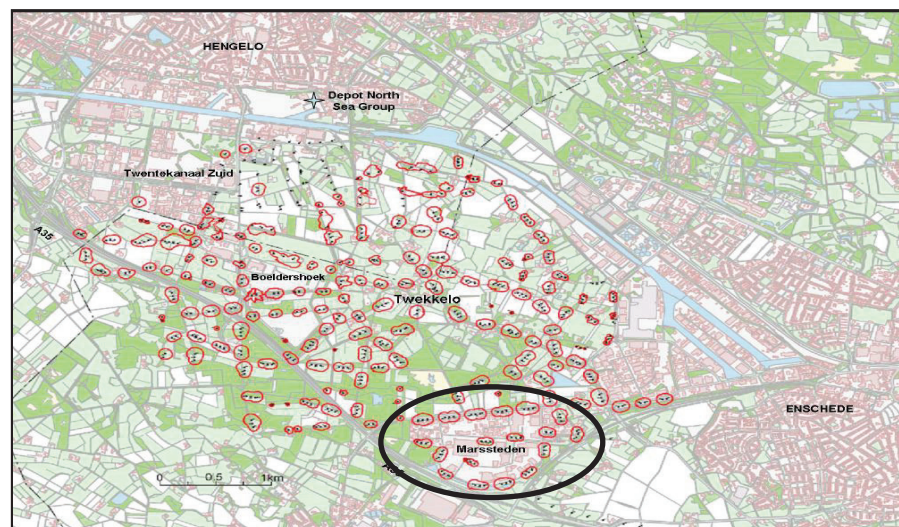 HENGELO
Depot North
Sea Group
Twentekanaal Zuid
A35
Boeldershoek
Twekkelo
ENSCHEDE
Marssteden
A35
0 0.5 1km